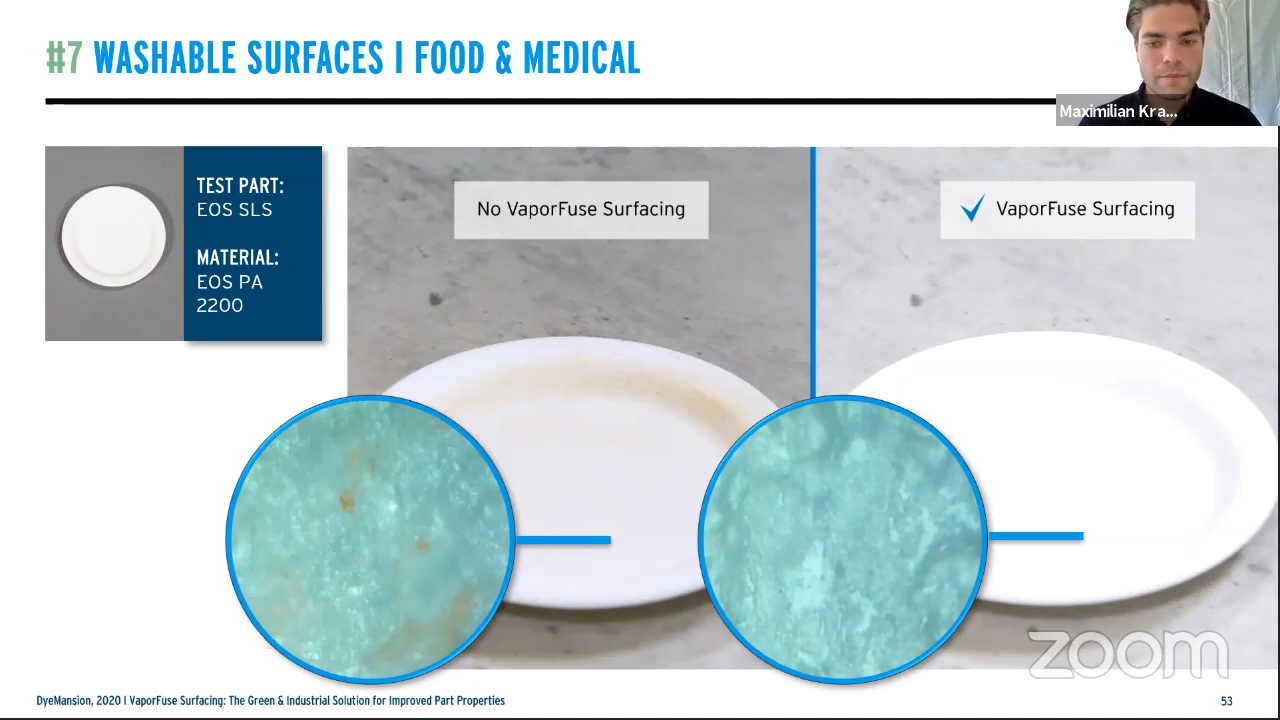 #7 WASHABLE SURFACES I FOOD & MEDICAL
Maximilian Kra...
TEST PART:
EOS SLS
MATERIAL:
EOS PA
2200
No VaporFuse Surfacing
VaporFuse Surfacing
zoom
DyeMansion, 2020 I VaporFuse Surfacing: The Green & Industrial Solution for Improved Part Properties
53